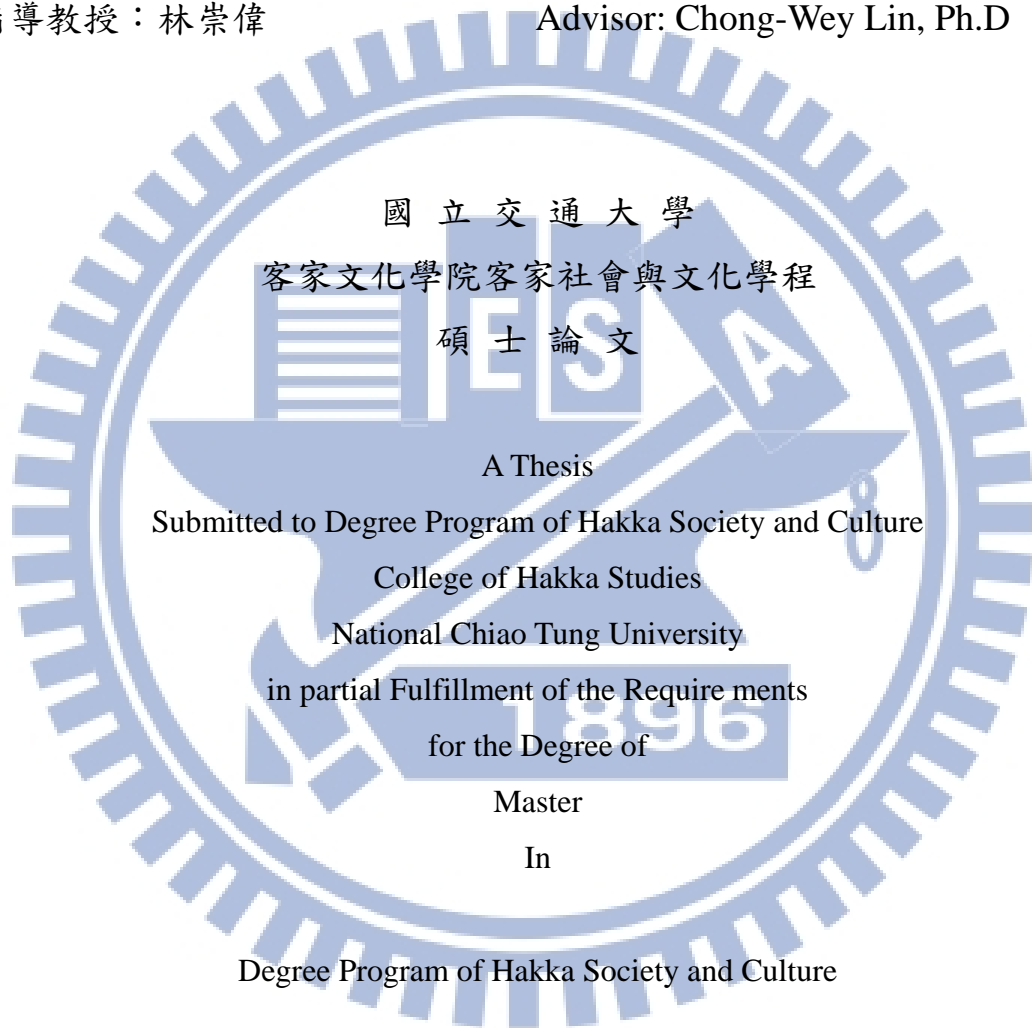 指導教授：林崇偉 Advisor: Chong-Wey Lin, Ph.D
國 立 交 通 大 學
客家文化學院客家社會與文化學程
碩 士 論 文
E S A
A Thesis
Submitted to Degree Program of Hakka Society and Culture
8
College of Hakka Studies
National Chiao Tung University
in partial Fulfillment of the Require ments
1896
for the Degree of
Master
In
Degree Program of Hakka Society and Culture